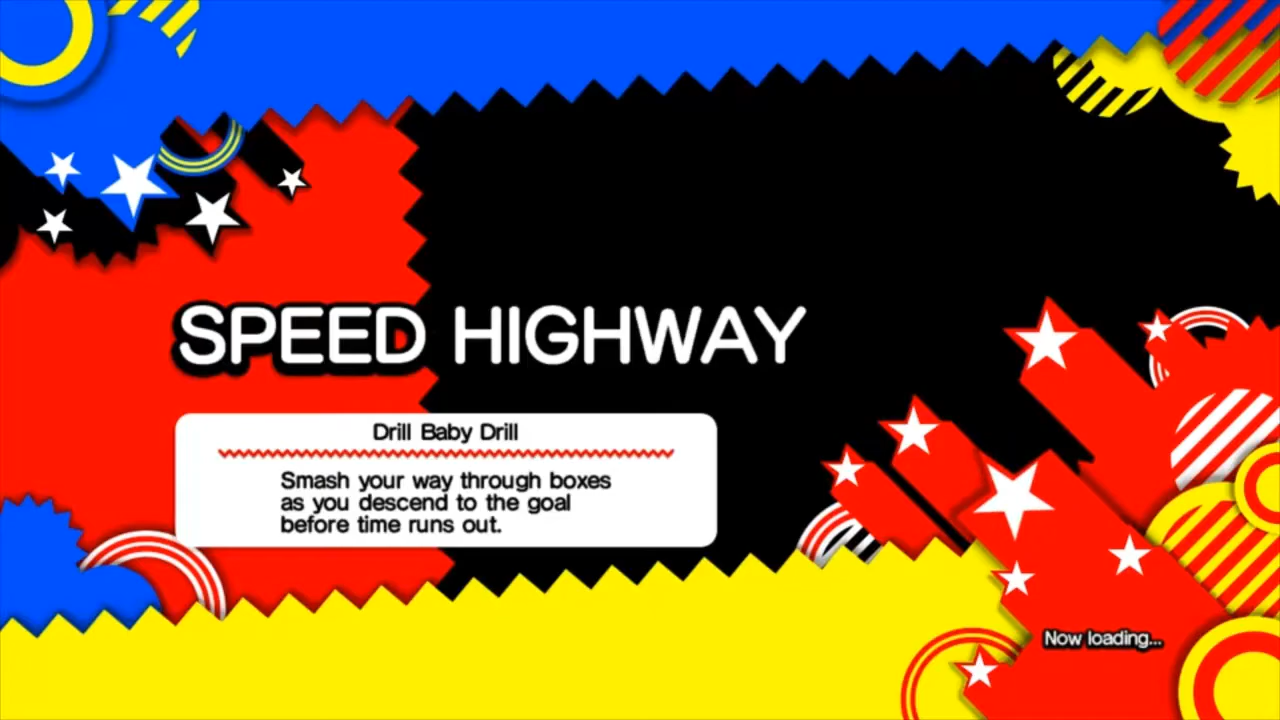 SPEED HIGHWAY
Drill Baby Drill
Smash your way through boxes
as you descend to the goal
before time runs out.
Now loading...